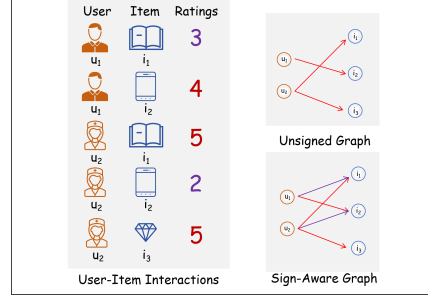 User Item Ratings
u1 i1 3
u1 i2 4
u2 i1 5
u2 i2 2
u2 i3 5
User-Item Interactions
u1 i1
u2 i2
i3
Unsigned Graph
u1 i1
u2 i2
i3
Sign-Aware Graph